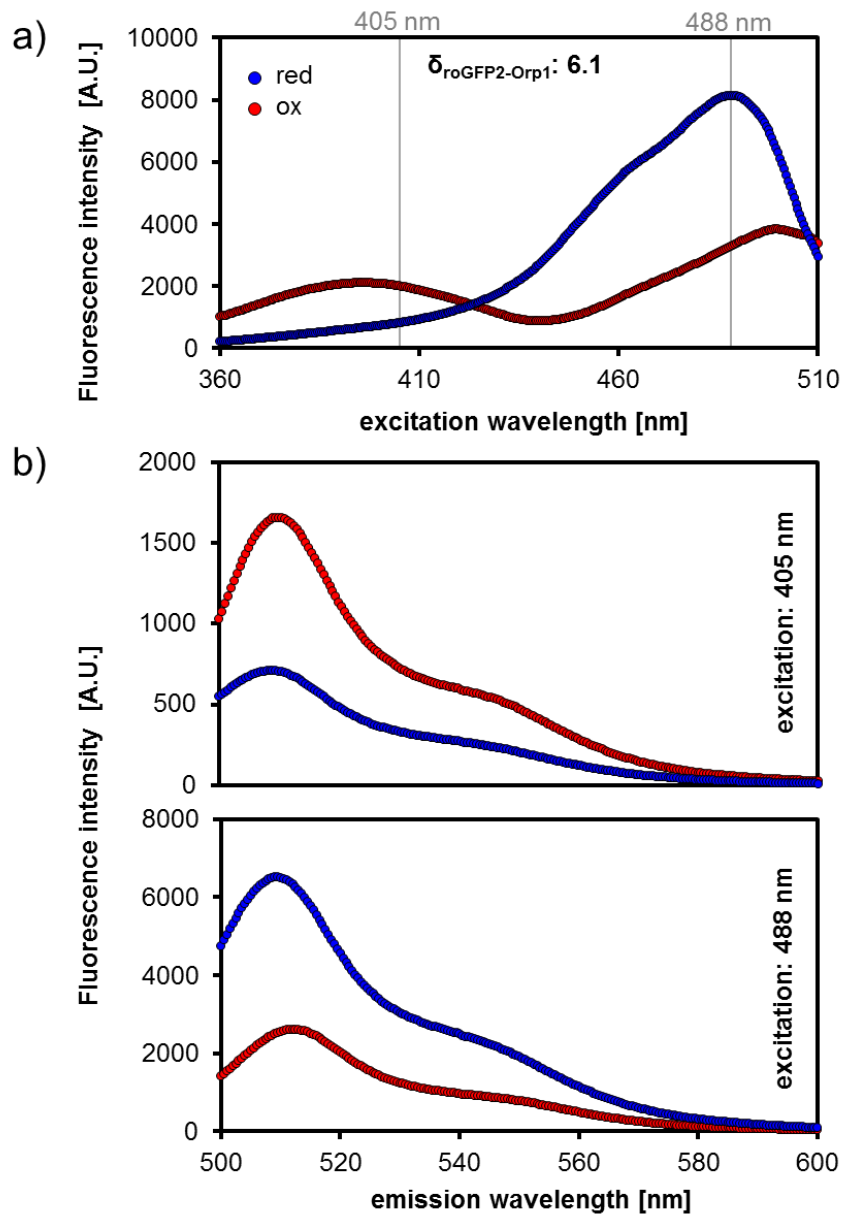 a)
405 nm
488 nm
10000
8000
6000
4000
2000
0
Fluorescence intensity [A.U.]
red
ox
δroGFP2-Orp1: 6.1
360
410
460
510
excitation wavelength [nm]
b)
2000
1500
1000
500
0
excitation: 405 nm
Fluorescence intensity [A.U.]
8000
6000
4000
2000
0
excitation: 488 nm
500
520
540
560
580
600
emission wavelength [nm]